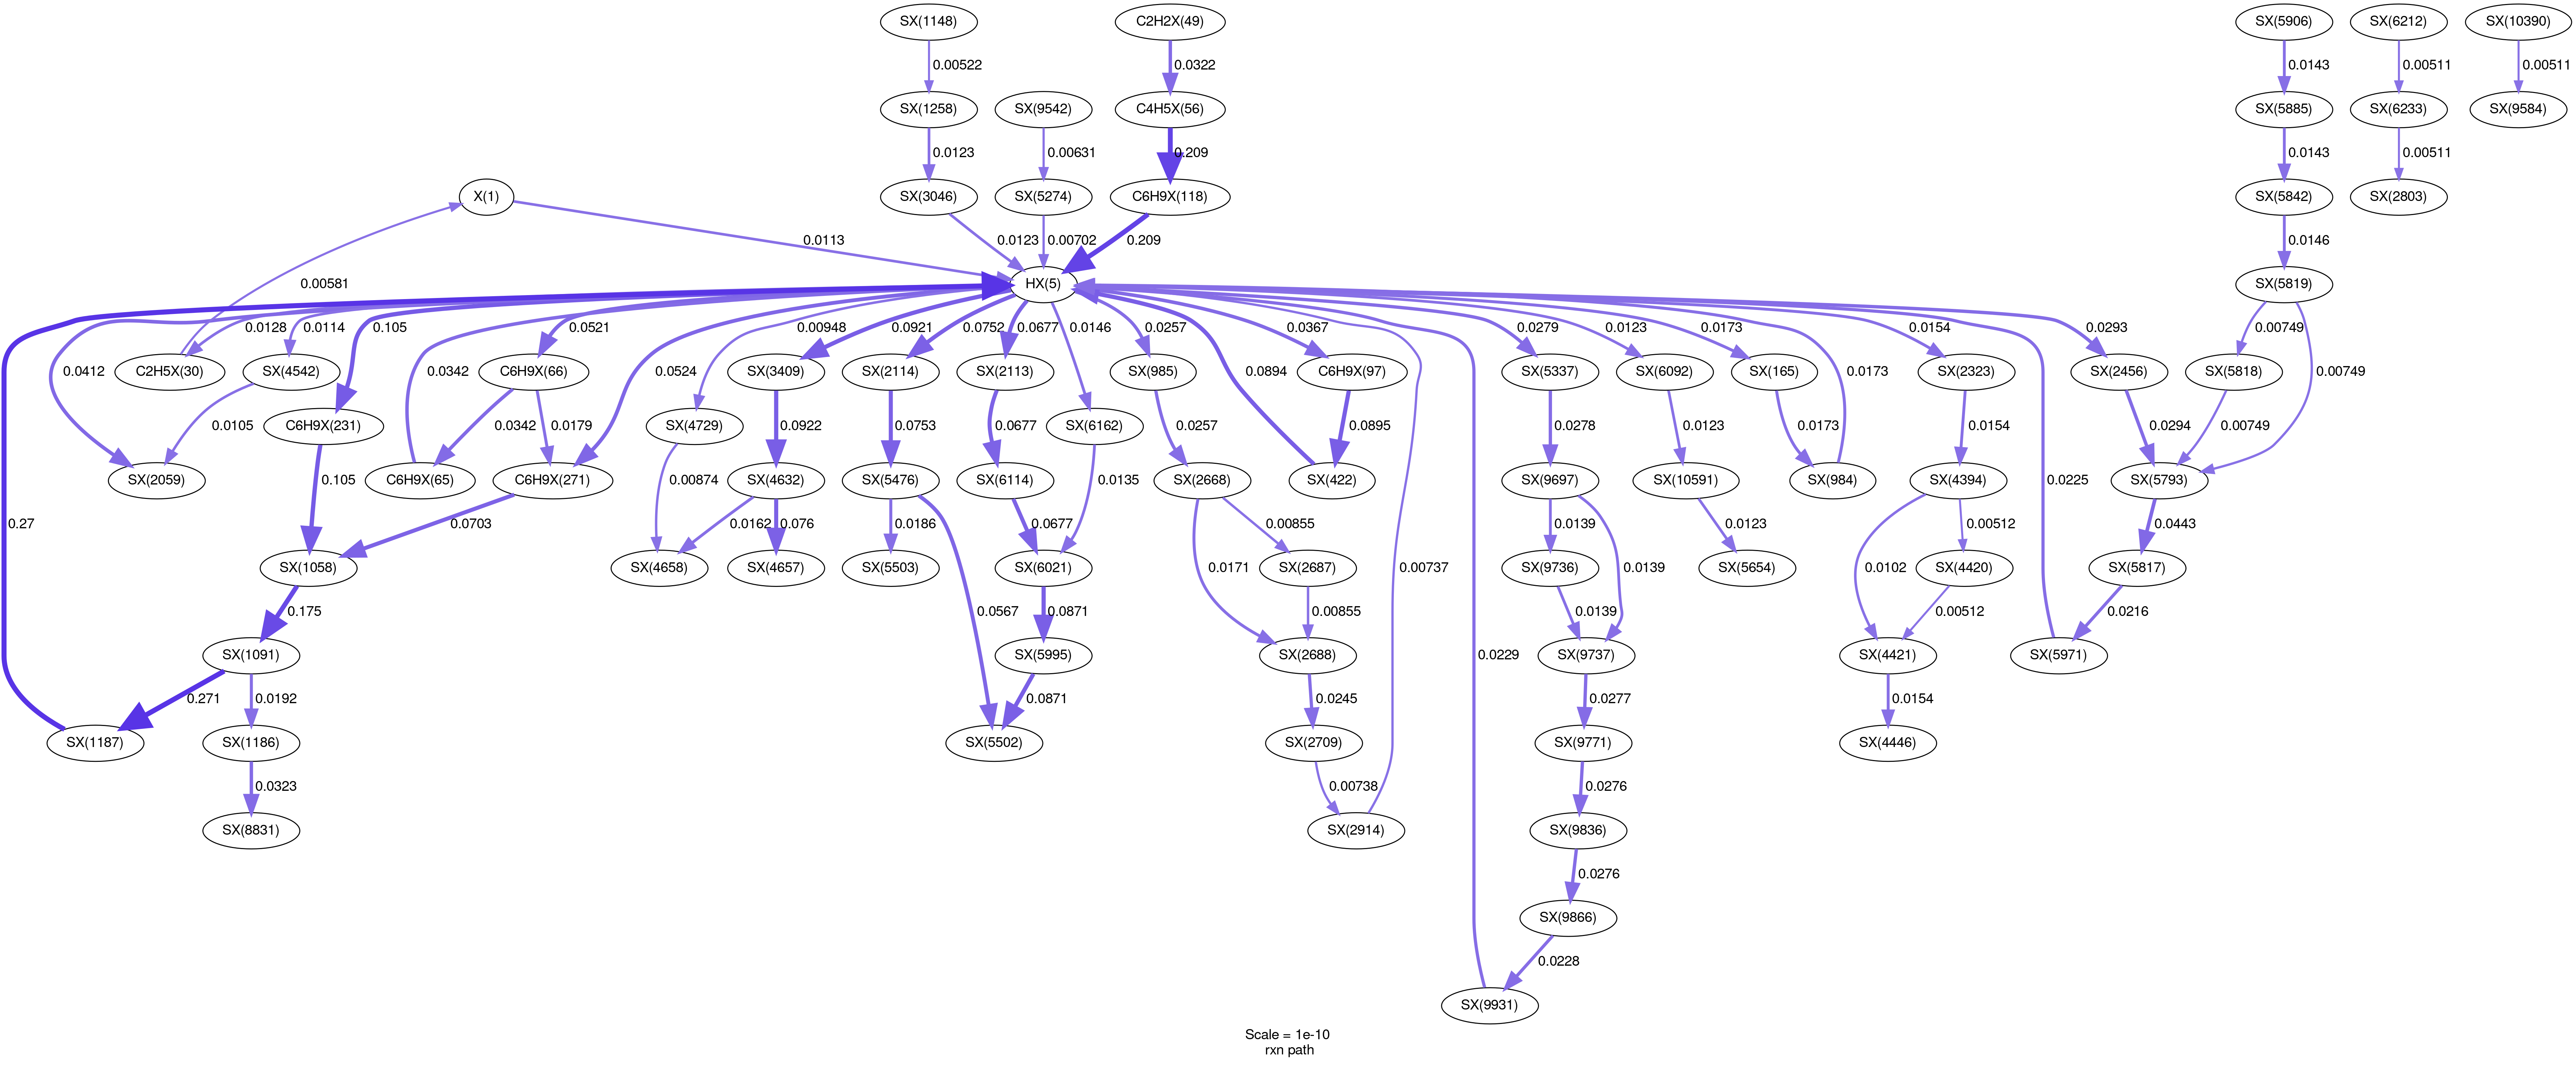 SX(1148)
C2H2X(49)
SX(5906)
SX(6212)
SX(10390)
0.00522
0.0322
0.0143
0.00511
0.00511
SX(1258)
SX(9542)
C4H5X(56)
SX(5885)
SX(6233)
SX(9584)
0.0123
0.00631
0.209
0.0143
0.00511
X(1)
SX(3046)
SX(5274)
C6H9X(118)
SX(5842)
SX(2803)
0.0113
0.0123
0.00702
0.209
0.0146
HX(5)
SX(5819)
0.00581
0.0128
0.0114
0.105
0.0521
0.00948
0.0921
0.0752
0.0677
0.0146
0.0257
0.0367
0.0279
0.0123
0.0173
0.0154
0.0293
0.00749
0.0412
C2H5X(30)
SX(4542)
C6H9X(66)
0.0524
SX(3409)
SX(2114)
SX(2113)
SX(985)
0.0894
C6H9X(97)
SX(5337)
SX(6092)
SX(165)
0.0173
SX(2323)
SX(2456)
SX(5818)
0.00749
0.0105
C6H9X(231)
0.0342
0.0342
0.0179
SX(4729)
0.0922
0.0753
0.0677
SX(6162)
0.0257
0.0895
0.0278
0.0123
0.0173
0.0154
0.0294
0.00749
SX(2059)
C6H9X(65)
C6H9X(271)
SX(4632)
SX(5476)
SX(6114)
SX(2668)
SX(422)
SX(9697)
SX(10591)
SX(984)
SX(4394)
0.0225
SX(5793)
0.27
0.105
0.0703
0.00874
0.0162
0.076
0.0186
0.0677
0.0135
0.00855
0.0139
0.0123
0.00512
0.0443
SX(1058)
SX(4658)
SX(4657)
SX(5503)
SX(6021)
0.0171
SX(2687)
0.00737
SX(9736)
0.0139
SX(5654)
0.0102
SX(4420)
SX(5817)
0.175
0.0567
0.0871
0.00855
0.0139
0.00512
0.0216
SX(1091)
SX(5995)
SX(2688)
0.0229
SX(9737)
SX(4421)
SX(5971)
0.271
0.0192
0.0871
0.0245
0.0277
0.0154
SX(1187)
SX(1186)
SX(5502)
SX(2709)
SX(9771)
SX(4446)
0.0323
0.00738
0.0276
SX(8831)
SX(2914)
SX(9836)
0.0276
SX(9866)
0.0228
SX(9931)
Scale = 1e-10
rxn path